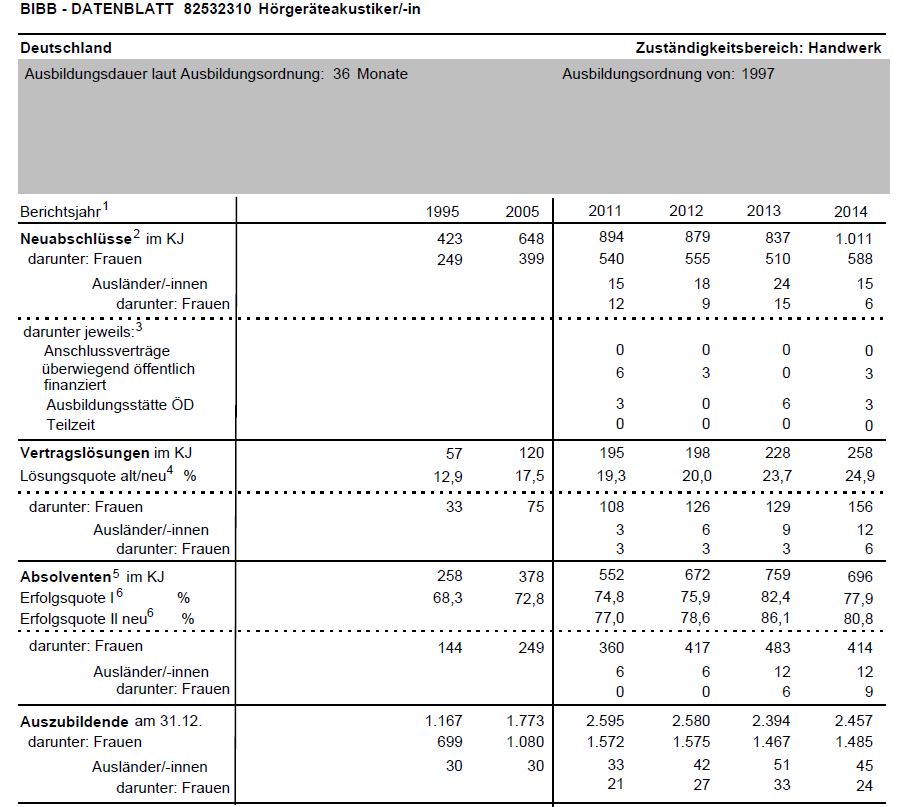 BIBB - DATENBLATT 82532310 Hörgeräteakustiker/-in
Deutschland Zuständigkeitsbereich: Handwerk
Ausbildungsdauer laut Ausbildungsordnung: 36 Monate Ausbildungsordnung von: 1997
Berichtsjahr1 1995 2005 2011 2012 2013 2014
Neuabschlüsse2 im KJ 423 648 894 879 837 1.011
darunter: Frauen 249 399 540 555 510 588
Ausländer/-innen 15 18 24 15
darunter: Frauen 12 9 15 6
darunter jeweils:3
Anschlussverträge 0 0 0 0
überwiegend öffentlich
finanziert 6 3 0 3
Ausbildungsstätte ÖD 3 0 6 3
Teilzeit 0 0 0 0
Vertragslösungen im KJ 57 120 195 198 228 258
Lösungsquote alt/neu4 % 12,9 17,5 19,3 20,0 23,7 24,9
darunter: Frauen 33 75 108 126 129 156
Ausländer/-innen 3 6 9 12
darunter: Frauen 3 3 3 6
Absolventen5 im KJ 258 378 552 672 759 696
Erfolgsquote I6 % 68,3 72,8 74,8 75,9 82,4 77,9
Erfolgsquote II neu6 % 77,0 78,6 86,1 80,8
darunter: Frauen 144 249 360 417 483 414
Ausländer/-innen 6 6 12 12
darunter: Frauen 0 0 6 9
Auszubildende am 31.12. 1.167 1.773 2.595 2.580 2.394 2.457
darunter: Frauen 699 1.080 1.572 1.575 1.467 1.485
Ausländer/-innen 30 30 33 42 51 45
darunter: Frauen 21 27 33 24